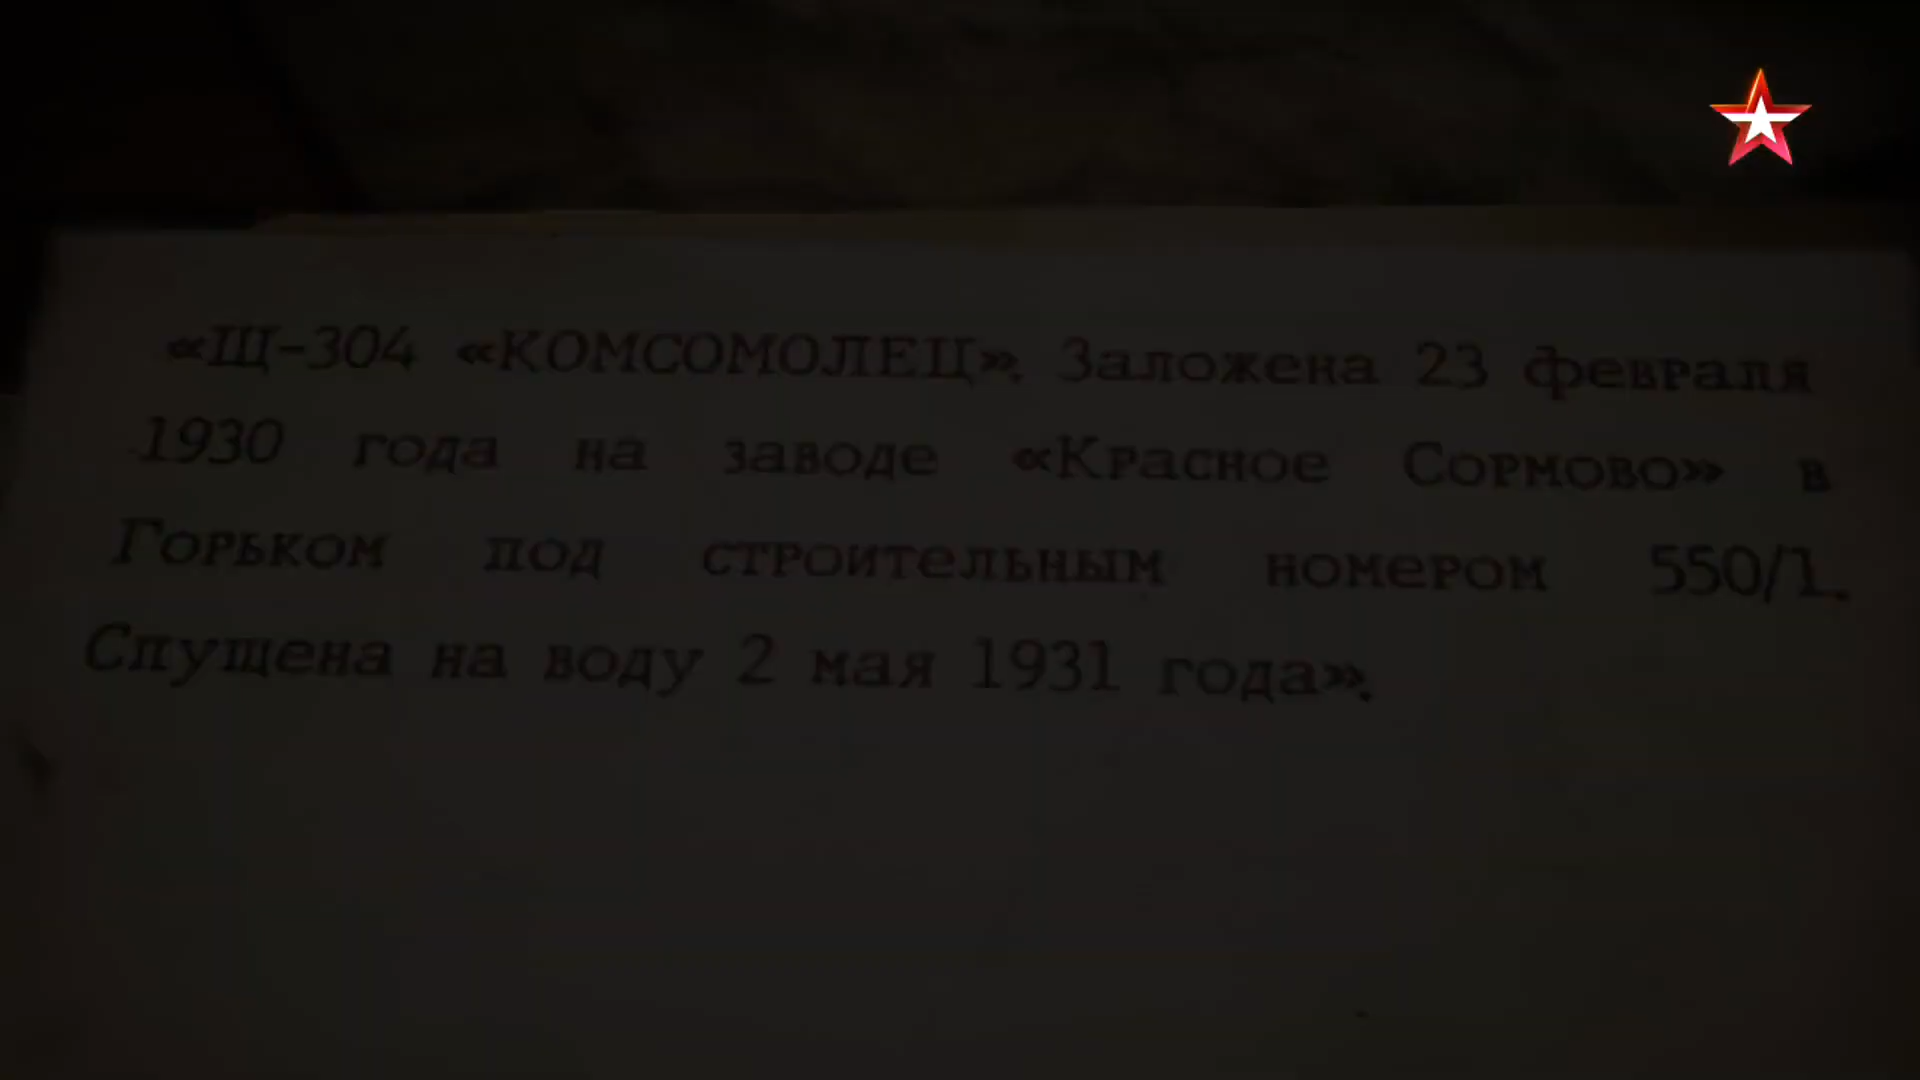 «Щ-304 «КОМСОМОЛЕЦ». Заложена 23 февраля
1930 года на заводе «Красное Сормово» в
Горьком под строительным номером 550/1.
Спущена на воду 2 мая 1931 года».